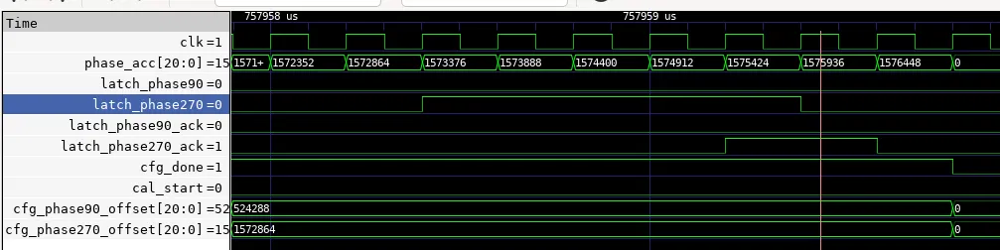 757958 us 757959 us
Time
clk=1
phase_acc[20:0]=15 1571+ 1572352 1572864 1573376 1573888 1574400 1574912 1575424 1575936 1576448 0
latch_phase90=0
latch_phase270=0
latch_phase90_ack=0
latch_phase270_ack=1
cfg_done=1
cal_start=0
cfg_phase90_offset[20:0]=52 524288 0
cfg_phase270_offset[20:0]=15 1572864 0